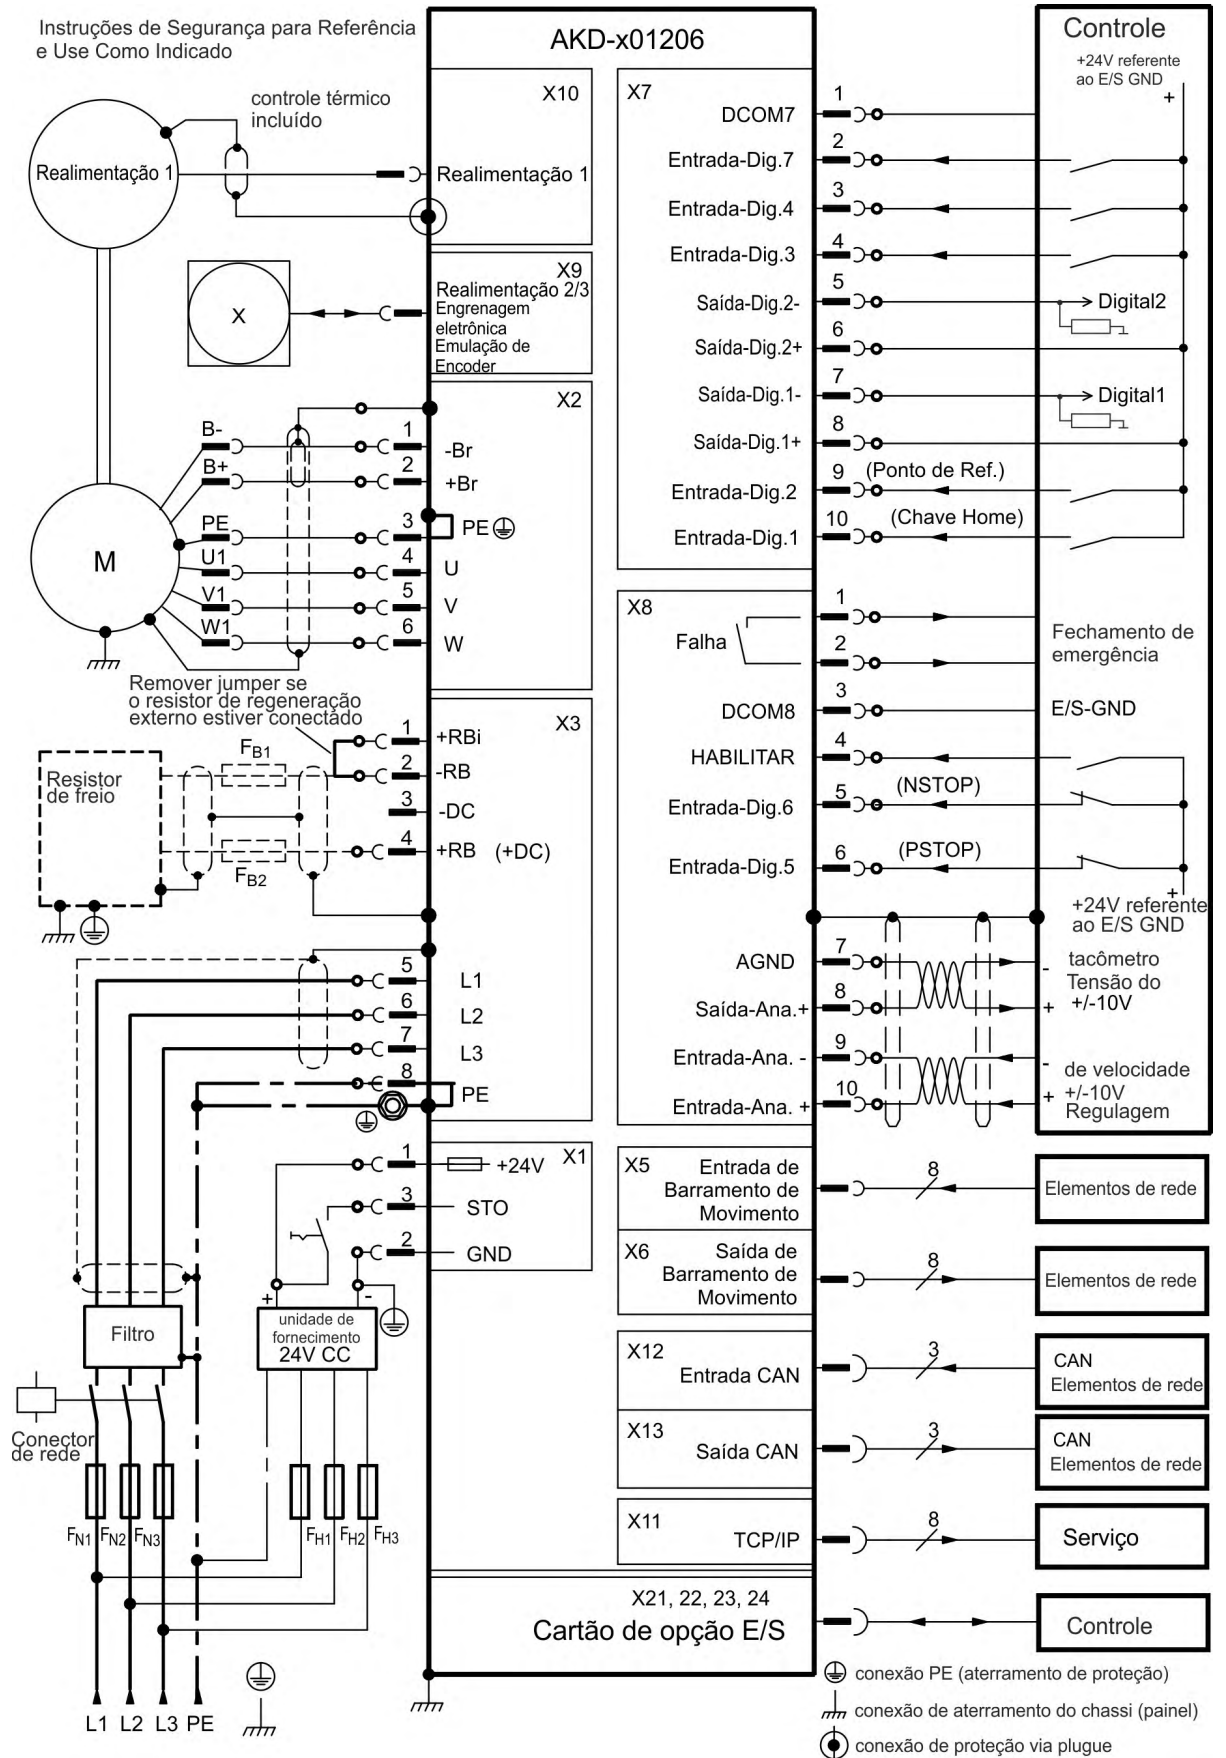 Instruções de Segurança para Referência
e Use Como Indicado
AKD-x01206
Controle
+24V referente
ao E/S GND
+
controle térmico
incluído
Realimentação 1
X10
Realimentação 1
X
X9
Realimentação 2/3
Engrenagem
eletrônica
Emulação de
Encoder
X2
B-
1
-Br
B+
2
+Br
PE
3
PE
U1
4
U
V1
5
V
W1
6
W
M
Remover jumper se
o resistor de regeneração
externo estiver conectado
X3
1
+RBi
FB1
2
-RB
Resistor
de freio
3
-DC
4
+RB (+DC)
FB2
5
L1
6
L2
7
L3
8
PE
X1
1
+24V
3
STO
2
GND
+
-
unidade de
fornecimento
24V CC
Filtro
Conector
de rede
FN1
FN2
FN3
FH1
FH2
FH3
L1 L2 L3 PE
X7
DCOM7
1
Entrada-Dig.7
2
Entrada-Dig.4
3
Entrada-Dig.3
4
Saída-Dig.2-
5
Digital2
Saída-Dig.2+
6
Saída-Dig.1-
7
Digital1
Saída-Dig.1+
8
Entrada-Dig.2
9
(Ponto de Ref.)
Entrada-Dig.1
10
(Chave Home)
X8
Falha
1
2
Fechamento de
emergência
DCOM8
3
E/S-GND
HABILITAR
4
Entrada-Dig.6
5
(NSTOP)
Entrada-Dig.5
6
(PSTOP)
+
+24V referente
ao E/S GND
AGND
7
-
tacômetro
Tensão do
+/-10V
Saída-Ana.+
8
+
Entrada-Ana. -
9
-
de velocidade
+/-10V
Regulagem
Entrada-Ana. +
10
+
X5
Entrada de
Barramento de
Movimento
8
Elementos de rede
X6
Saída de
Barramento de
Movimento
8
Elementos de rede
X12
Entrada CAN
3
CAN
Elementos de rede
X13
Saída CAN
3
CAN
Elementos de rede
X11
TCP/IP
8
Serviço
X21, 22, 23, 24
Cartão de opção E/S
Controle
conexão PE (aterramento de proteção)
conexão de aterramento do chassi (painel)
conexão de proteção via plugue